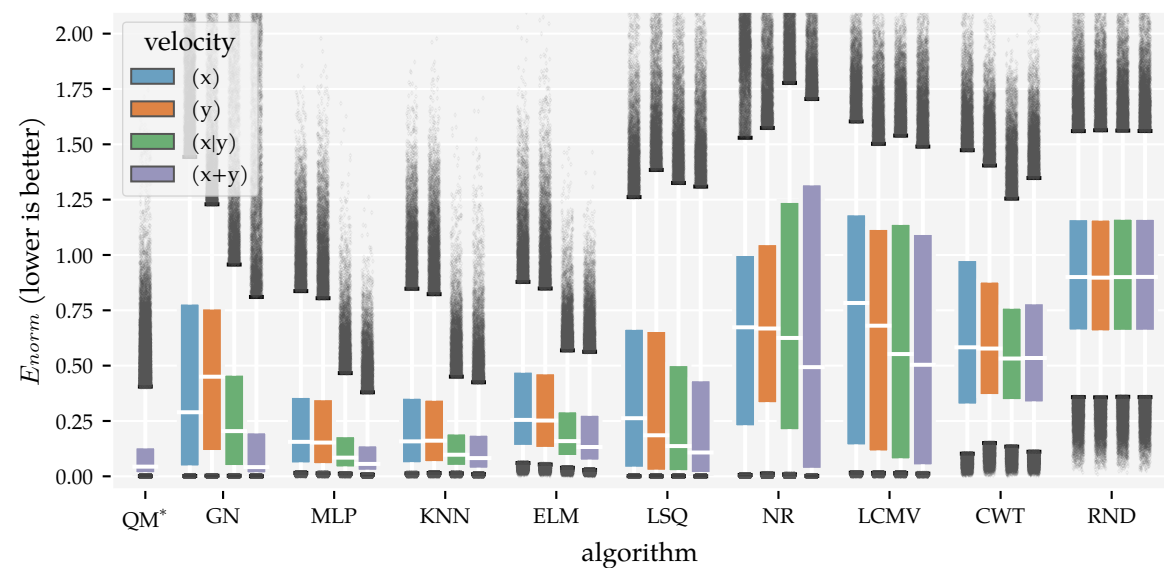 2.00
1.75
1.50
1.25
1.00
0.75
0.50
0.25
0.00
E_norm (lower is better)
velocity
(x)
(y)
(x|y)
(x+y)
QM* GN MLP KNN ELM LSQ NR LCMV CWT RND
algorithm